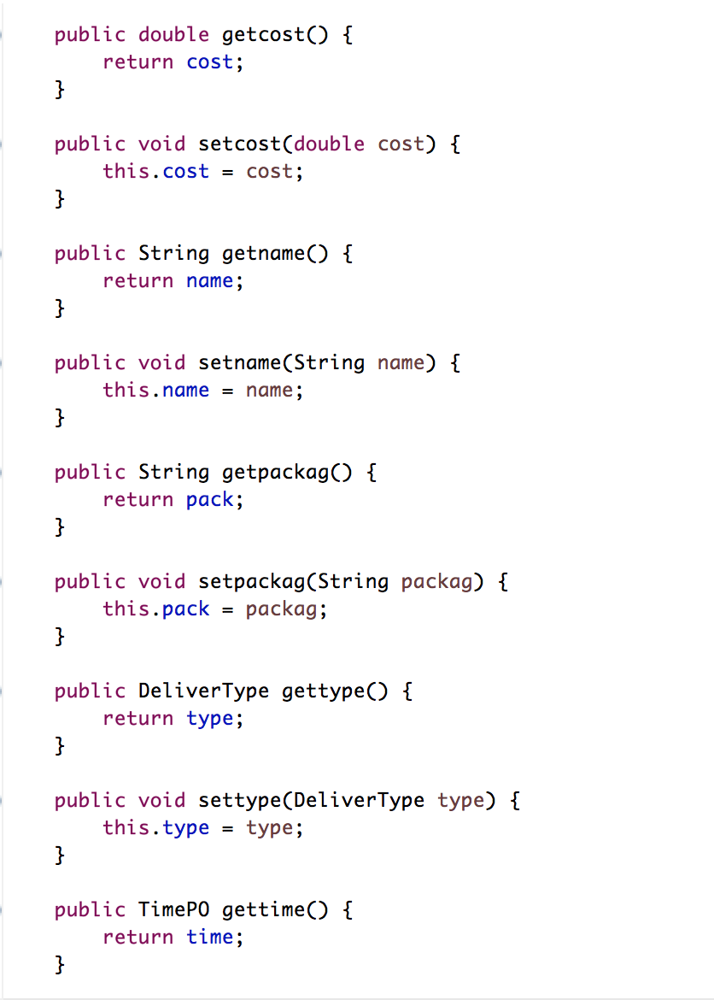 public double getcost() {
return cost;
}
public void setcost(double cost) {
this.cost = cost;
}
public String getname() {
return name;
}
public void setname(String name) {
this.name = name;
}
public String getpackag() {
return pack;
}
public void setpackag(String packag) {
this.pack = packag;
}
public DeliverType gettype() {
return type;
}
public void settype(DeliverType type) {
this.type = type;
}
public TimePO gettime() {
return time;
}